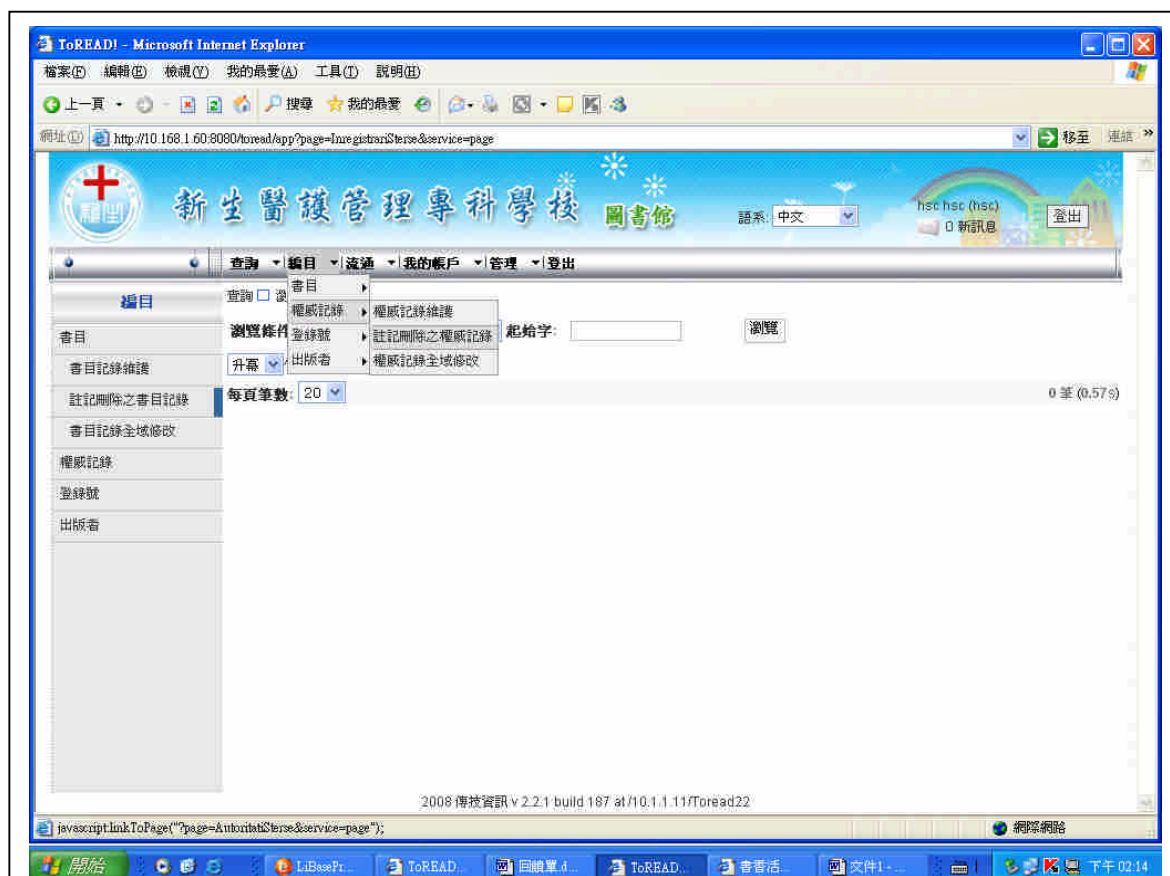 ToREAD! - Microsoft Internet Explorer
檔案(F) 編輯(E) 檢視(V) 我的最愛(A) 工具(T) 說明(H)
上一頁 搜尋 我的最愛
網址(D) http://10.168.1.60:8080/toread/app?page=InregistrariSterse&service=page 移至 連結 »
新生醫護管理專科學校 圖書館 語系: 中文 hsc hsc (hsc) 登出
0 新訊息
查詢 編目 流通 我的帳戶 管理 登出
編目
書目
書目記錄維護
註記刪除之書目記錄
書目記錄全域修改
權威記錄
登錄號
出版者
書目
權威記錄
登錄號
出版者
權威記錄維護
註記刪除之權威記錄
權威記錄全域修改
查詢 瀏
瀏覽條件 起始字: 瀏覽
升冪
每頁筆數: 20 0 筆 (0.57 s)
2008 傳技資訊 v 2.2.1 build 187 at /10.1.1.11/Toread22
javascript:linkToPage("?page=AutoritatiSterse&service=page"); 網際網路
開始 LiBasePr... ToREAD... 回饋單.d... ToREAD... 書香活... 文件1 - ... 下午 02:14